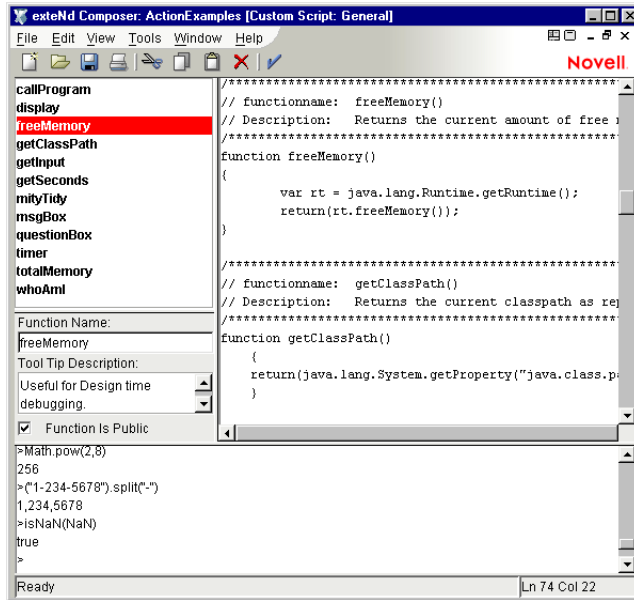 exteNd Composer: ActionExamples [Custom Script: General]
File Edit View Tools Window Help
Novell
callProgram
display
freeMemory
getClassPath
getInput
getSeconds
mityTidy
msgBox
questionBox
timer
totalMemory
whoAmI
Function Name:
freeMemory
Tool Tip Description:
Useful for Design time
debugging.
Function Is Public
/*****************************************************
// functionname: freeMemory()
// Description: Returns the current amount of free
/*****************************************************
function freeMemory()
{
var rt = java.lang.Runtime.getRuntime();
return(rt.freeMemory());
}
/*****************************************************
// functionname: getClassPath()
// Description: Returns the current classpath as
/*****************************************************
function getClassPath()
{
return(java.lang.System.getProperty("java.class.
}
>Math.pow(2,8)
256
>("1-234-5678").split("-")
1,234,5678
>isNaN(NaN)
true
>
Ready
Ln 74 Col 22